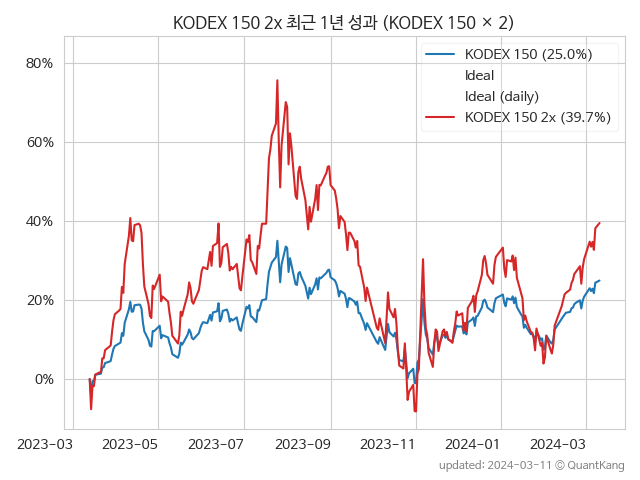 KODEX 150 2x 최근 1년 성과 (KODEX 150 × 2)
KODEX 150 (25.0%)
Ideal
Ideal (daily)
KODEX 150 2x (39.7%)
80%
60%
40%
20%
0%
2023-03 2023-05 2023-07 2023-09 2023-11 2024-01 2024-03
updated: 2024-03-11 ⓒ QuantKang